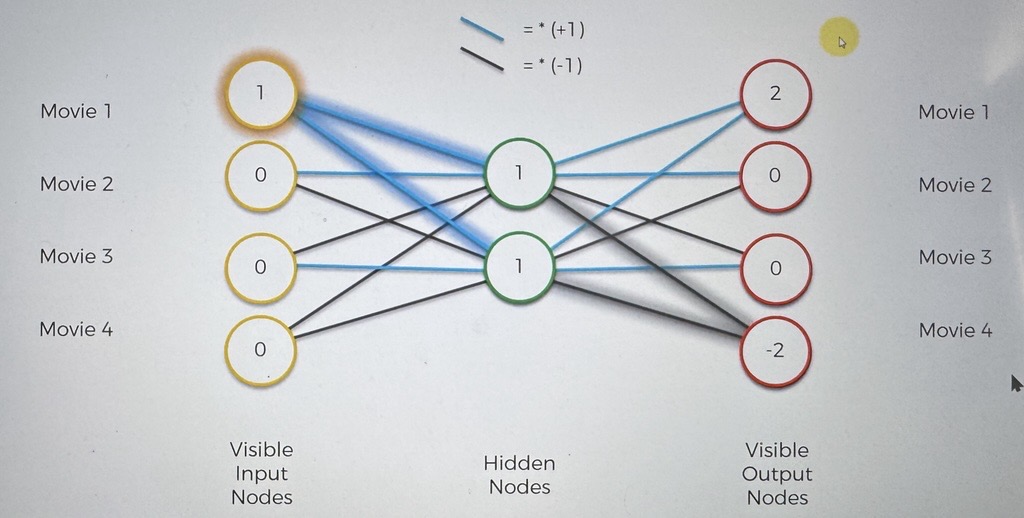 = * (+1)
= * (-1)
Movie 1
Movie 2
Movie 3
Movie 4
1
0
0
0
1
1
2
0
0
-2
Movie 1
Movie 2
Movie 3
Movie 4
Visible
Input
Nodes
Hidden
Nodes
Visible
Output
Nodes